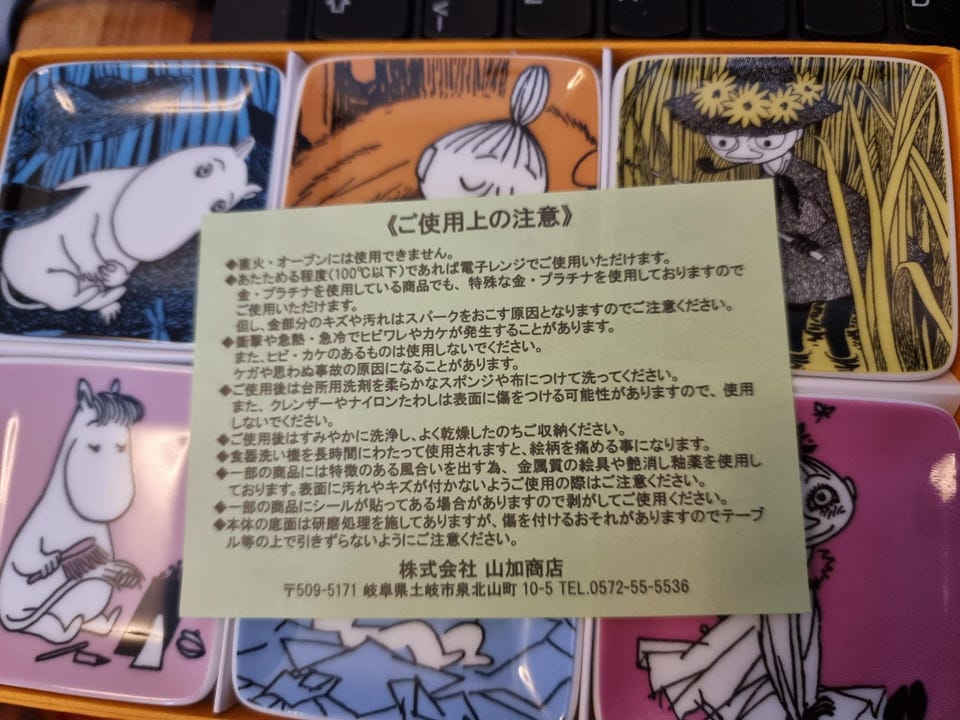 《ご使用上の注意》
◆直火・オーブンには使用できません。
◆あたためる程度(100℃以下)であれば電子レンジでご使用いただけます。
金・プラチナを使用している商品でも、特殊な金・プラチナを使用しておりますので
ご使用いただけます。
但し、金部分のキズや汚れはスパークをおこす原因となりますのでご注意ください。
◆衝撃や急熱・急冷でヒビワレやカケが発生することがあります。
また、ヒビ・カケのあるものは使用しないでください。
ケガや思わぬ事故の原因になることがあります。
◆ご使用後は台所用洗剤を柔らかなスポンジや布につけて洗ってください。
また、クレンザーやナイロンたわしは表面に傷をつける可能性がありますので、使用
しないでください。
◆ご使用後はすみやかに洗浄し、よく乾燥したのちご収納ください。
◆食器洗い機を長時間にわたって使用されますと、絵柄を痛める事になります。
◆一部の商品には特徴のある風合いを出す為、金属質の絵具や艶消し釉薬を使用し
ております。表面に汚れやキズが付かないようご使用の際はご注意ください。
◆一部の商品にシールが貼ってある場合がありますので剥がしてご使用ください。
◆本体の底面は研磨処理を施してありますが、傷を付けるおそれがありますのでテーブ
ル等の上で引きずらないようにご注意ください。
株式会社 山加商店
〒509-5171 岐阜県土岐市泉北山町 10-5 TEL.0572-55-5536